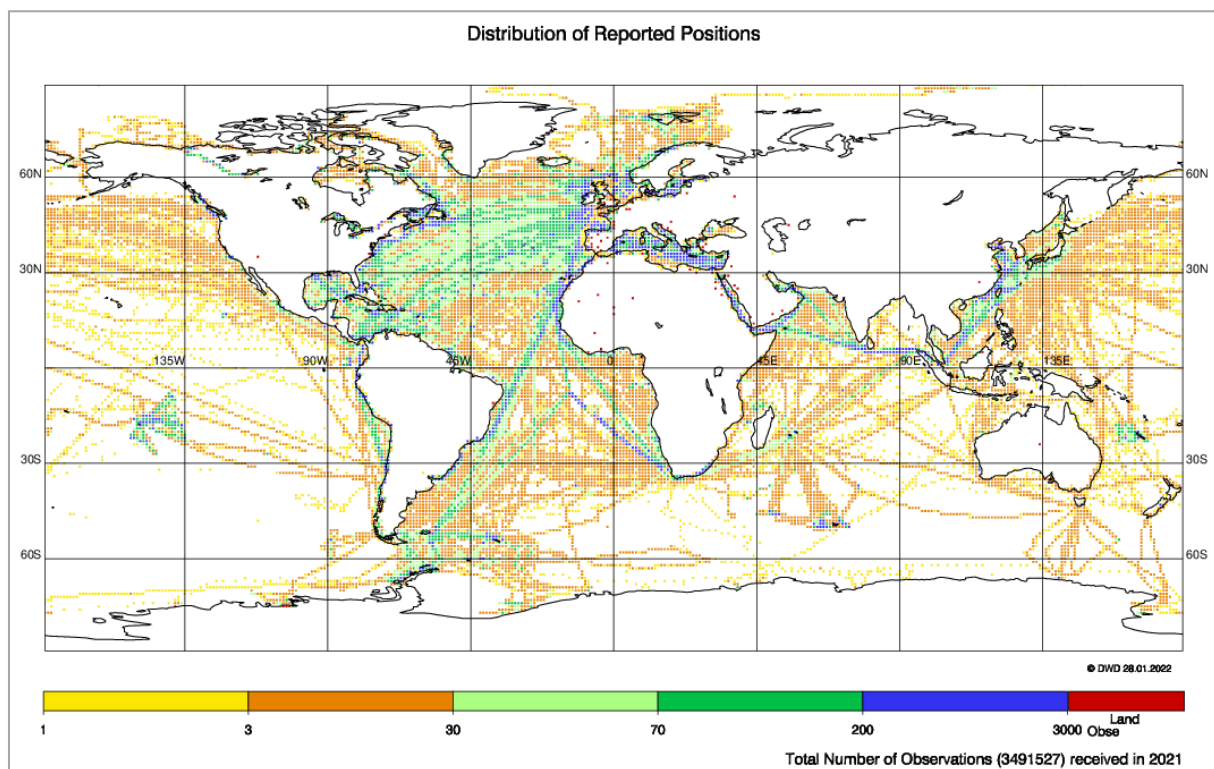 Distribution of Reported Positions
60N 60N
30N 30N
135W 90W 45W 0 45E 90E 135E
30S 30S
60S 60S
© DWD 28.01.2022
1 3 30 70 200 3000 Land
Obse
Total Number of Observations (3491527) received in 2021